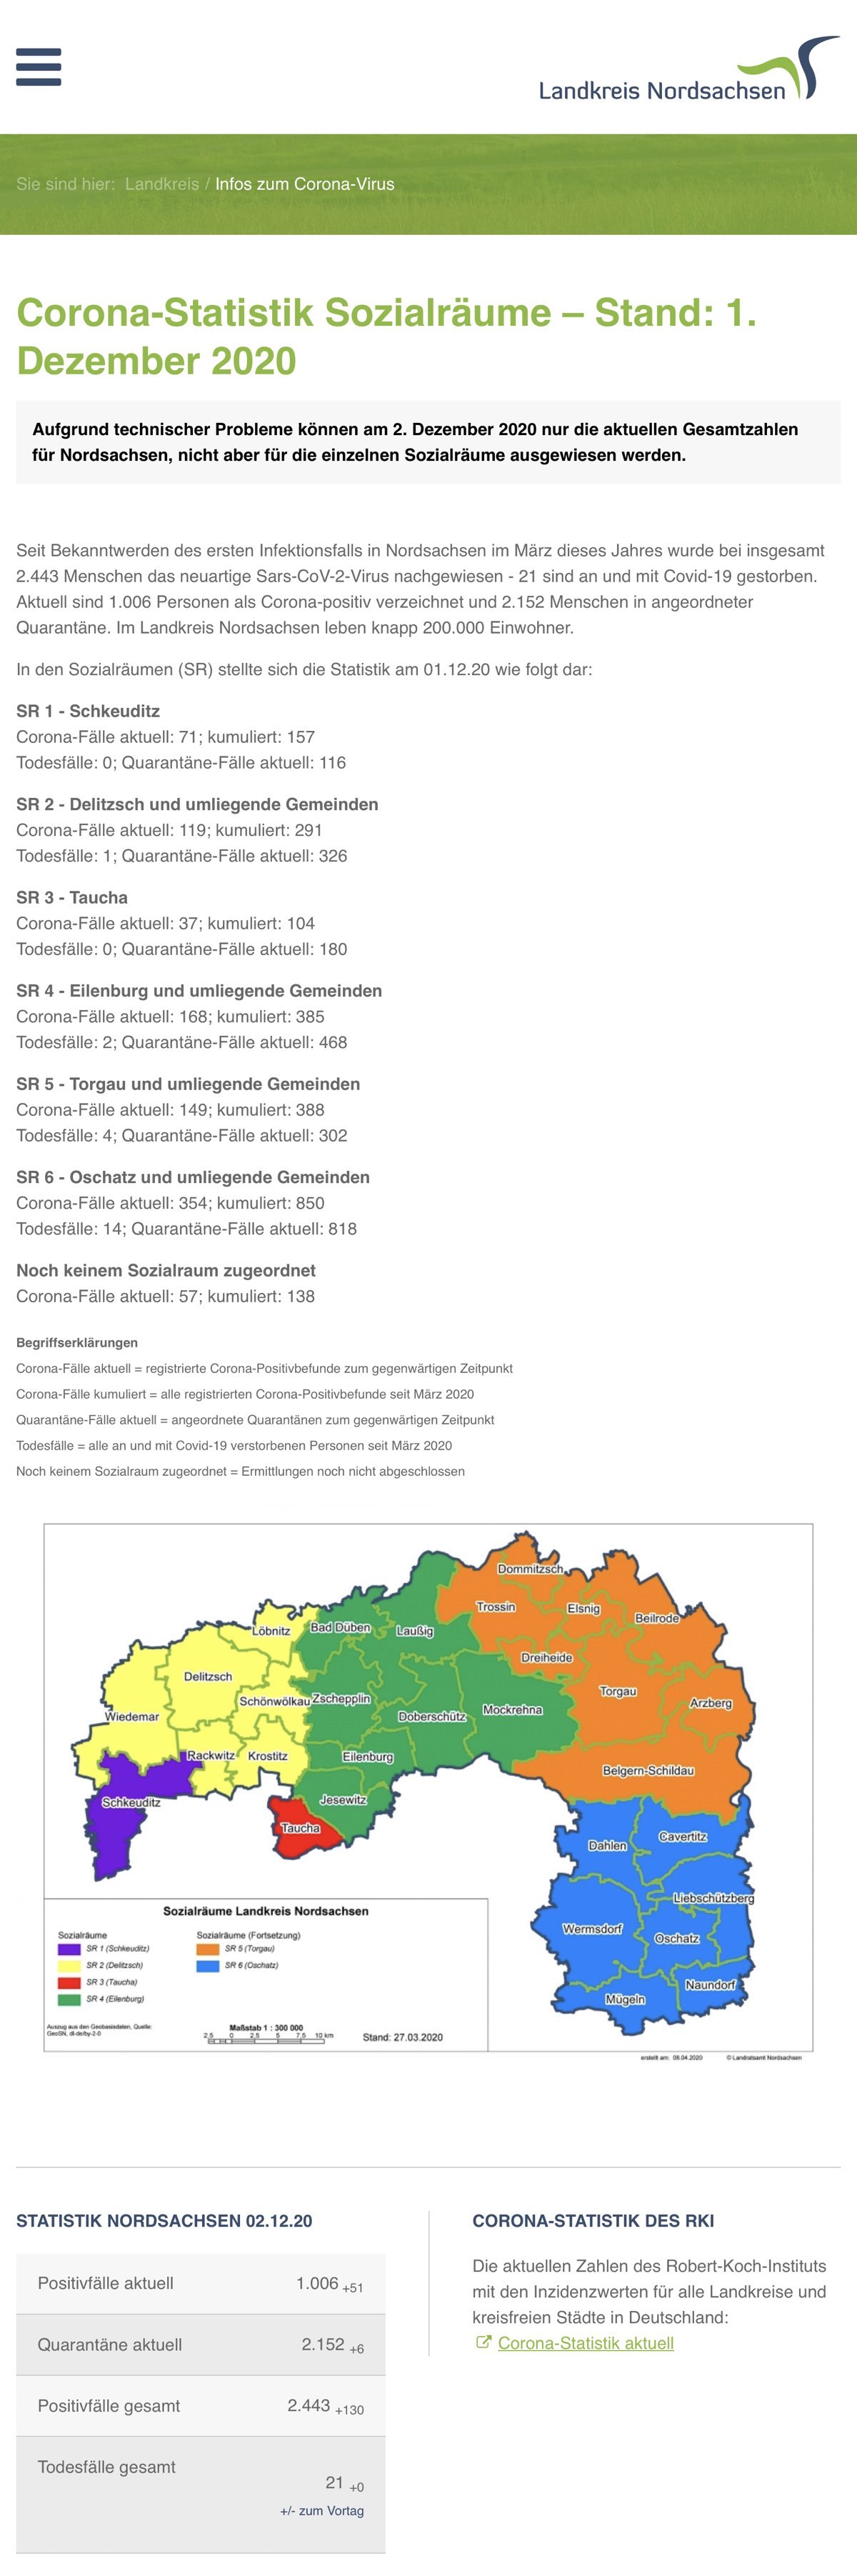 Landkreis Nordsachsen
Sie sind hier: Landkreis / Infos zum Corona-Virus
Corona-Statistik Sozialräume – Stand: 1.
Dezember 2020
Aufgrund technischer Probleme können am 2. Dezember 2020 nur die aktuellen Gesamtzahlen
für Nordsachsen, nicht aber für die einzelnen Sozialräume ausgewiesen werden.
Seit Bekanntwerden des ersten Infektionsfalls in Nordsachsen im März dieses Jahres wurde bei insgesamt
2.443 Menschen das neuartige Sars-CoV-2-Virus nachgewiesen - 21 sind an und mit Covid-19 gestorben.
Aktuell sind 1.006 Personen als Corona-positiv verzeichnet und 2.152 Menschen in angeordneter
Quarantäne. Im Landkreis Nordsachsen leben knapp 200.000 Einwohner.
In den Sozialräumen (SR) stellte sich die Statistik am 01.12.20 wie folgt dar:
SR 1 - Schkeuditz
Corona-Fälle aktuell: 71; kumuliert: 157
Todesfälle: 0; Quarantäne-Fälle aktuell: 116
SR 2 - Delitzsch und umliegende Gemeinden
Corona-Fälle aktuell: 119; kumuliert: 291
Todesfälle: 1; Quarantäne-Fälle aktuell: 326
SR 3 - Taucha
Corona-Fälle aktuell: 37; kumuliert: 104
Todesfälle: 0; Quarantäne-Fälle aktuell: 180
SR 4 - Eilenburg und umliegende Gemeinden
Corona-Fälle aktuell: 168; kumuliert: 385
Todesfälle: 2; Quarantäne-Fälle aktuell: 468
SR 5 - Torgau und umliegende Gemeinden
Corona-Fälle aktuell: 149; kumuliert: 388
Todesfälle: 4; Quarantäne-Fälle aktuell: 302
SR 6 - Oschatz und umliegende Gemeinden
Corona-Fälle aktuell: 354; kumuliert: 850
Todesfälle: 14; Quarantäne-Fälle aktuell: 818
Noch keinem Sozialraum zugeordnet
Corona-Fälle aktuell: 57; kumuliert: 138
Begriffserklärungen
Corona-Fälle aktuell = registrierte Corona-Positivbefunde zum gegenwärtigen Zeitpunkt
Corona-Fälle kumuliert = alle registrierten Corona-Positivbefunde seit März 2020
Quarantäne-Fälle aktuell = angeordnete Quarantänen zum gegenwärtigen Zeitpunkt
Todesfälle = alle an und mit Covid-19 verstorbenen Personen seit März 2020
Noch keinem Sozialraum zugeordnet = Ermittlungen noch nicht abgeschlossen
Dommitzsch
Trossin
Elsnig
Beilrode
Löbnitz
Bad Düben
Laußig
Dreiheide
Delitzsch
Torgau
Schönwölkau
Zschepplin
Arzberg
Mockrehna
Wiedemar
Doberschütz
Rackwitz
Krostitz
Eilenburg
Belgern-Schildau
Schkeuditz
Jesewitz
Taucha
Cavertitz
Dahlen
Liebschützberg
Wermsdorf
Oschatz
Naundorf
Mügeln
Sozialräume Landkreis Nordsachsen
Sozialräume
Sozialräume (Fortsetzung)
SR 1 (Schkeuditz)
SR 5 (Torgau)
SR 2 (Delitzsch)
SR 6 (Oschatz)
SR 3 (Taucha)
SR 4 (Eilenburg)
Auszug aus den Geobasisdaten, Quelle:
GeoSN, dl-de/by-2-0
Maßstab 1 : 300 000
2,5 0 2,5 5 7,5 10 km
Stand: 27.03.2020
erstellt am: 08.04.2020 © Landratsamt Nordsachsen
STATISTIK NORDSACHSEN 02.12.20
Positivfälle aktuell 1.006 +51
Quarantäne aktuell 2.152 +6
Positivfälle gesamt 2.443 +130
Todesfälle gesamt
21 +0
+/- zum Vortag
CORONA-STATISTIK DES RKI
Die aktuellen Zahlen des Robert-Koch-Instituts
mit den Inzidenzwerten für alle Landkreise und
kreisfreien Städte in Deutschland:
Corona-Statistik aktuell